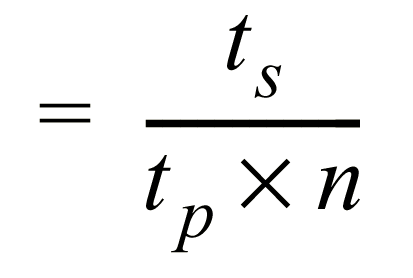 = t_s
t_p × n